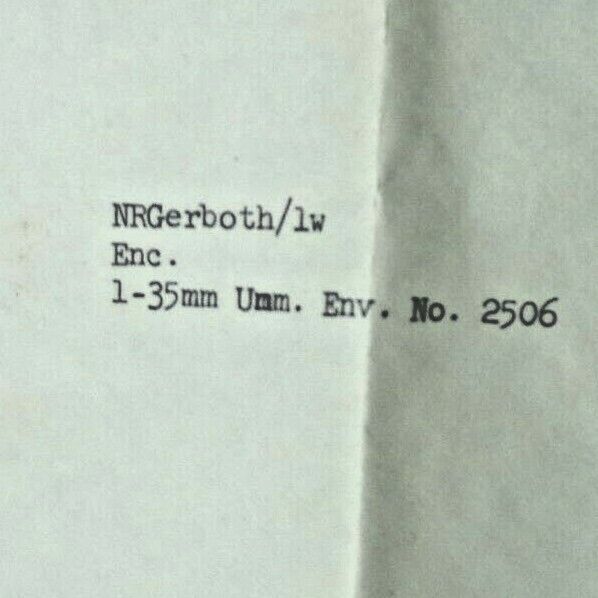 NRGerboth/lw
Enc.
1-35mm Umm. Env. No. 2506